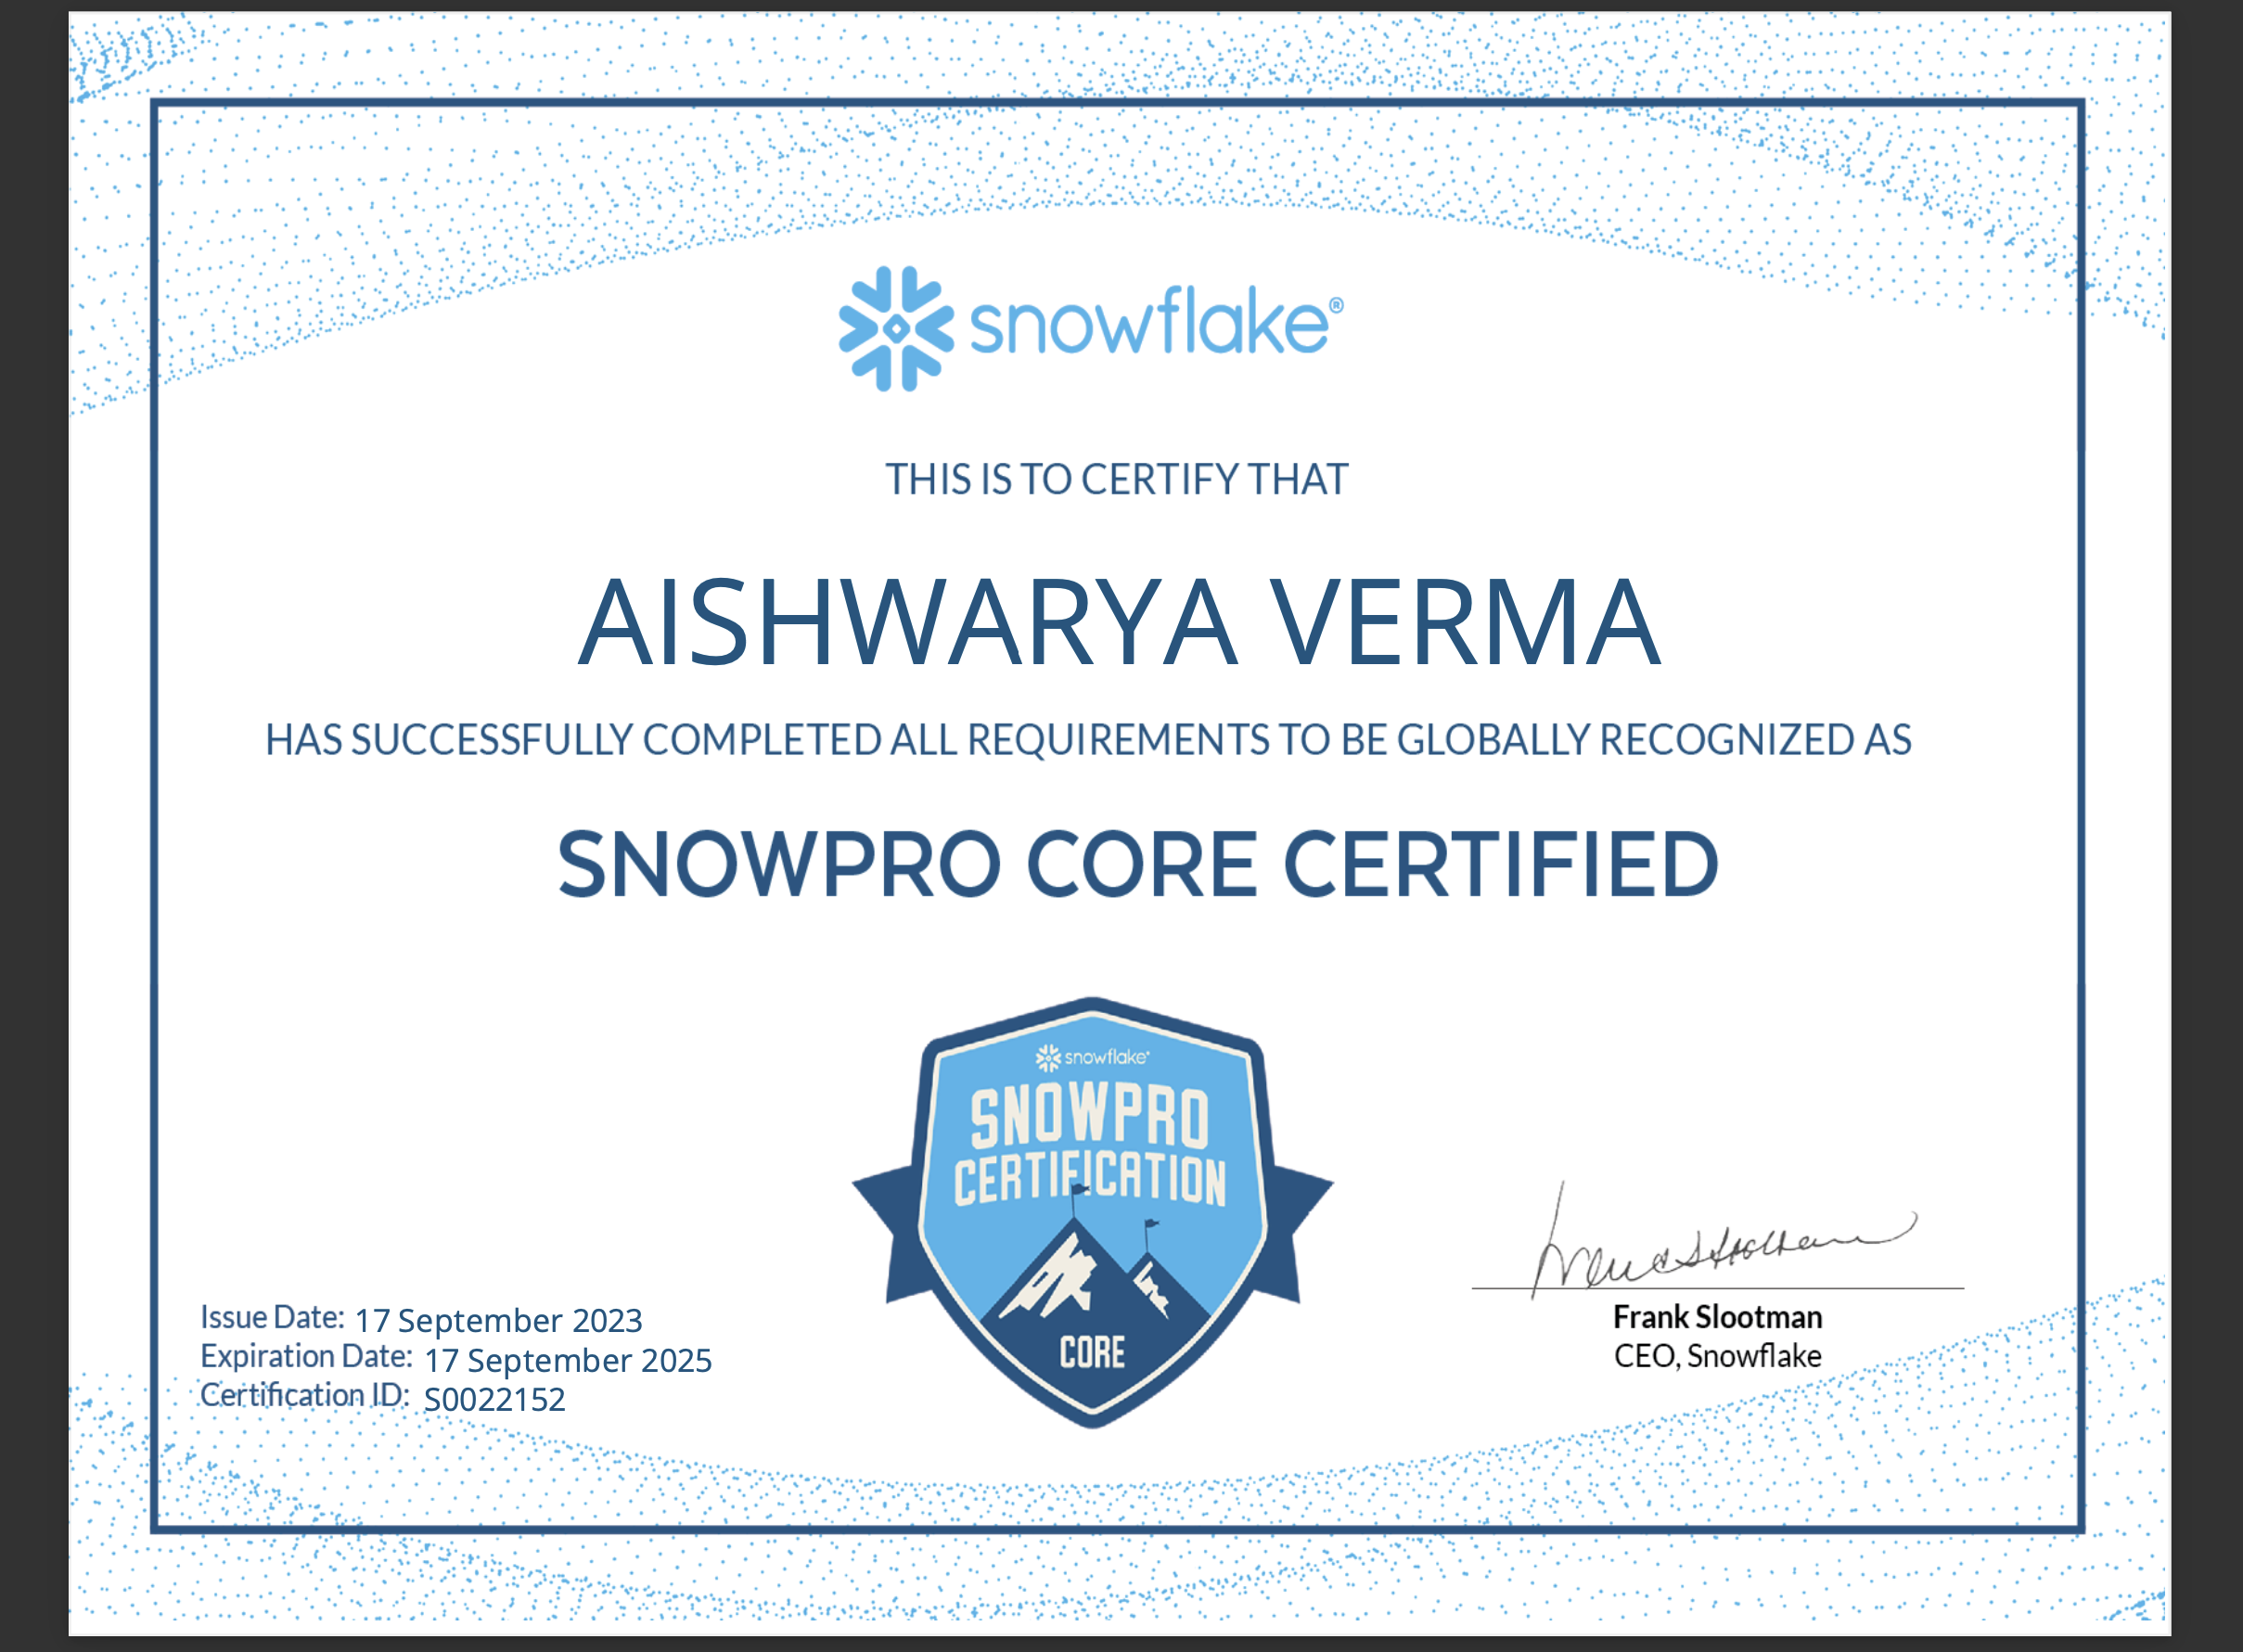 snowflake®
THIS IS TO CERTIFY THAT
AISHWARYA VERMA
HAS SUCCESSFULLY COMPLETED ALL REQUIREMENTS TO BE GLOBALLY RECOGNIZED AS
SNOWPRO CORE CERTIFIED
snowflake®
SNOWPRO
CERTIFICATION
CORE
Issue Date: 17 September 2023
Expiration Date: 17 September 2025
Certification ID: S0022152
Frank Slootman
CEO, Snowflake